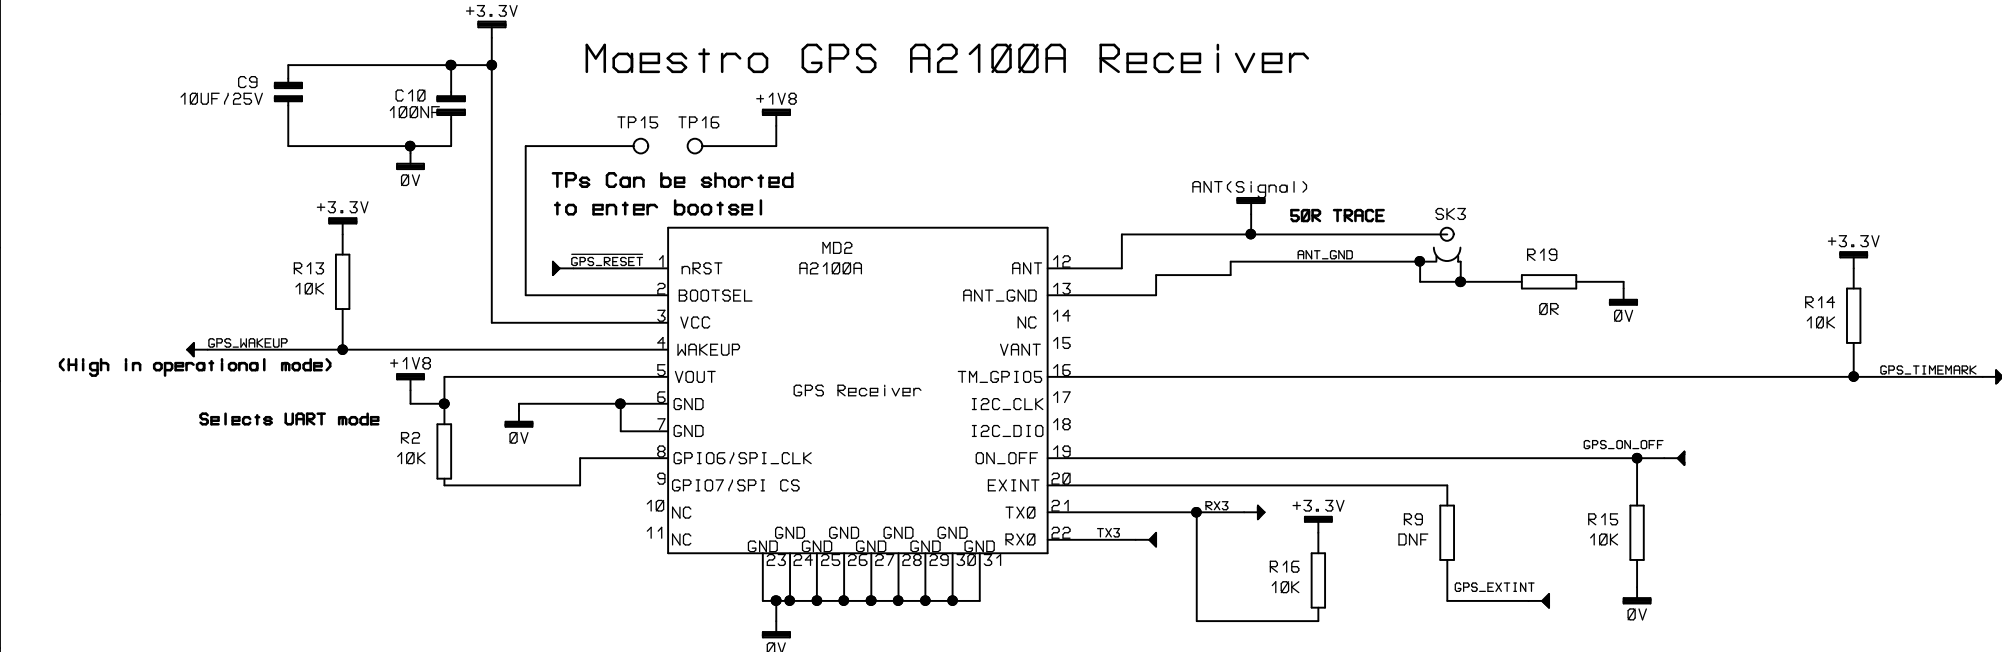 +3.3V
Maestro GPS A2100A Receiver
C9
10UF/25V
C10
100NF
0V
+1V8
TP15 TP16
TPs Can be shorted
to enter bootsel
ANT(Signal)
50R TRACE
SK3
+3.3V
R13
10K
GPS_RESET
MD2
A2100A
GPS Receiver
1 nRST
2 BOOTSEL
3 VCC
4 WAKEUP
5 VOUT
6 GND
7 GND
8 GPIO6/SPI_CLK
9 GPIO7/SPI CS
10 NC
11 NC
ANT 12
ANT_GND 13
NC 14
VANT 15
TM_GPIO5 16
I2C_CLK 17
I2C_DIO 18
ON_OFF 19
EXINT 20
TX0 21
RX0 22
GND GND GND GND
GND GND GND GND GND
23 24 25 26 27 28 29 30 31
0V
ANT_GND
R19
0R
0V
+3.3V
R14
10K
GPS_TIMEMARK
GPS_WAKEUP
(High in operational mode)
+1V8
Selects UART mode
R2
10K
0V
GPS_ON_OFF
RX3
TX3
+3.3V
R16
10K
R9
DNF
GPS_EXTINT
R15
10K
0V